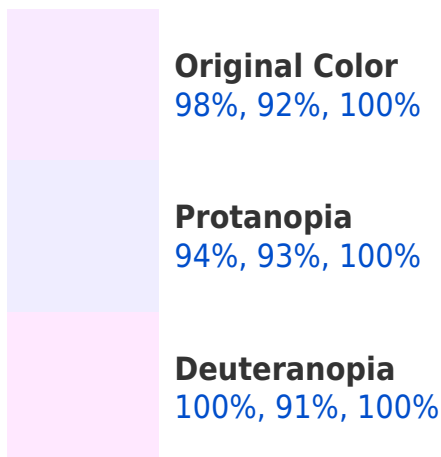 Original Color
98%, 92%, 100%
Protanopia
94%, 93%, 100%
Deuteranopia
100%, 91%, 100%